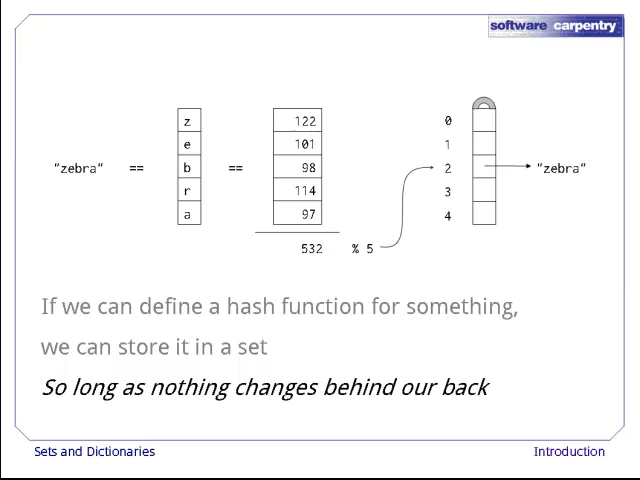 software carpentry
z 122 0
e 101 1
"zebra" == b == 98 2 "zebra"
r 114 3
a 97 4
532 % 5
If we can define a hash function for something,
we can store it in a set
So long as nothing changes behind our back
Sets and Dictionaries Introduction